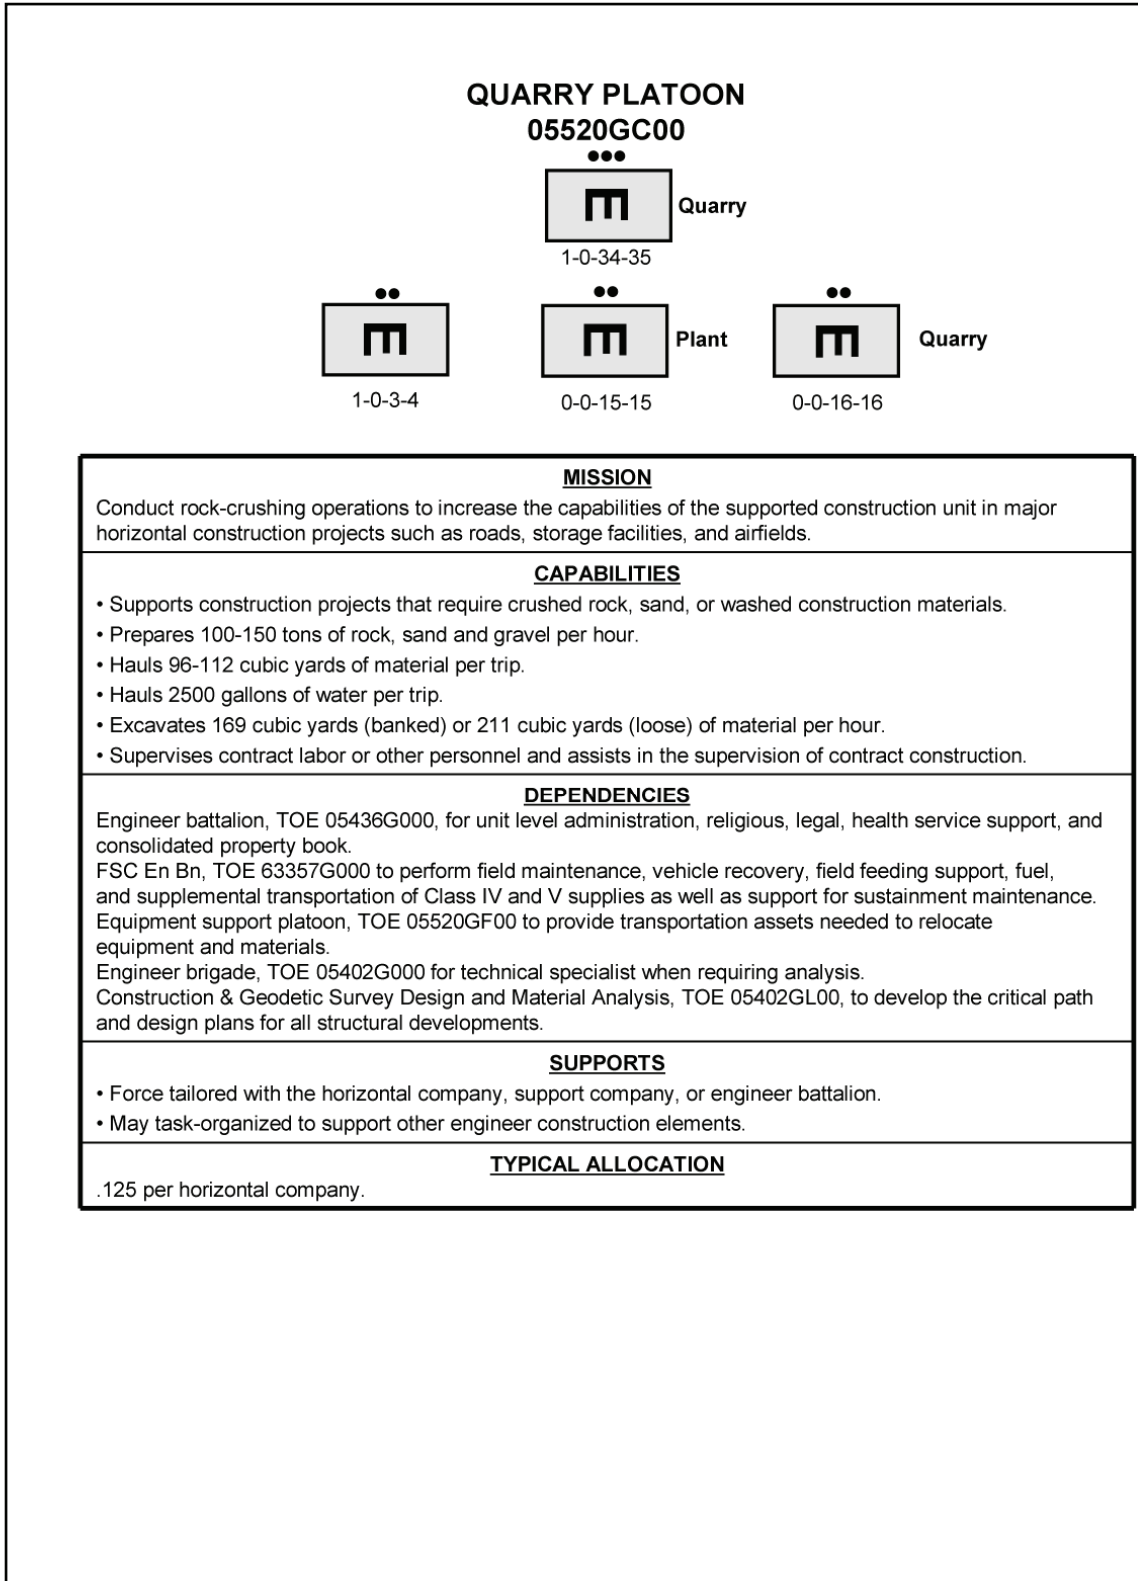 QUARRY PLATOON
05520GC00
Quarry
1-0-34-35
Plant
Quarry
1-0-3-4
0-0-15-15
0-0-16-16
MISSION
Conduct rock-crushing operations to increase the capabilities of the supported construction unit in major
horizontal construction projects such as roads, storage facilities, and airfields.
CAPABILITIES
• Supports construction projects that require crushed rock, sand, or washed construction materials.
• Prepares 100-150 tons of rock, sand and gravel per hour.
• Hauls 96-112 cubic yards of material per trip.
• Hauls 2500 gallons of water per trip.
• Excavates 169 cubic yards (banked) or 211 cubic yards (loose) of material per hour.
• Supervises contract labor or other personnel and assists in the supervision of contract construction.
DEPENDENCIES
Engineer battalion, TOE 05436G000, for unit level administration, religious, legal, health service support, and
consolidated property book.
FSC En Bn, TOE 63357G000 to perform field maintenance, vehicle recovery, field feeding support, fuel,
and supplemental transportation of Class IV and V supplies as well as support for sustainment maintenance.
Equipment support platoon, TOE 05520GF00 to provide transportation assets needed to relocate
equipment and materials.
Engineer brigade, TOE 05402G000 for technical specialist when requiring analysis.
Construction & Geodetic Survey Design and Material Analysis, TOE 05402GL00, to develop the critical path
and design plans for all structural developments.
SUPPORTS
• Force tailored with the horizontal company, support company, or engineer battalion.
• May task-organized to support other engineer construction elements.
TYPICAL ALLOCATION
.125 per horizontal company.